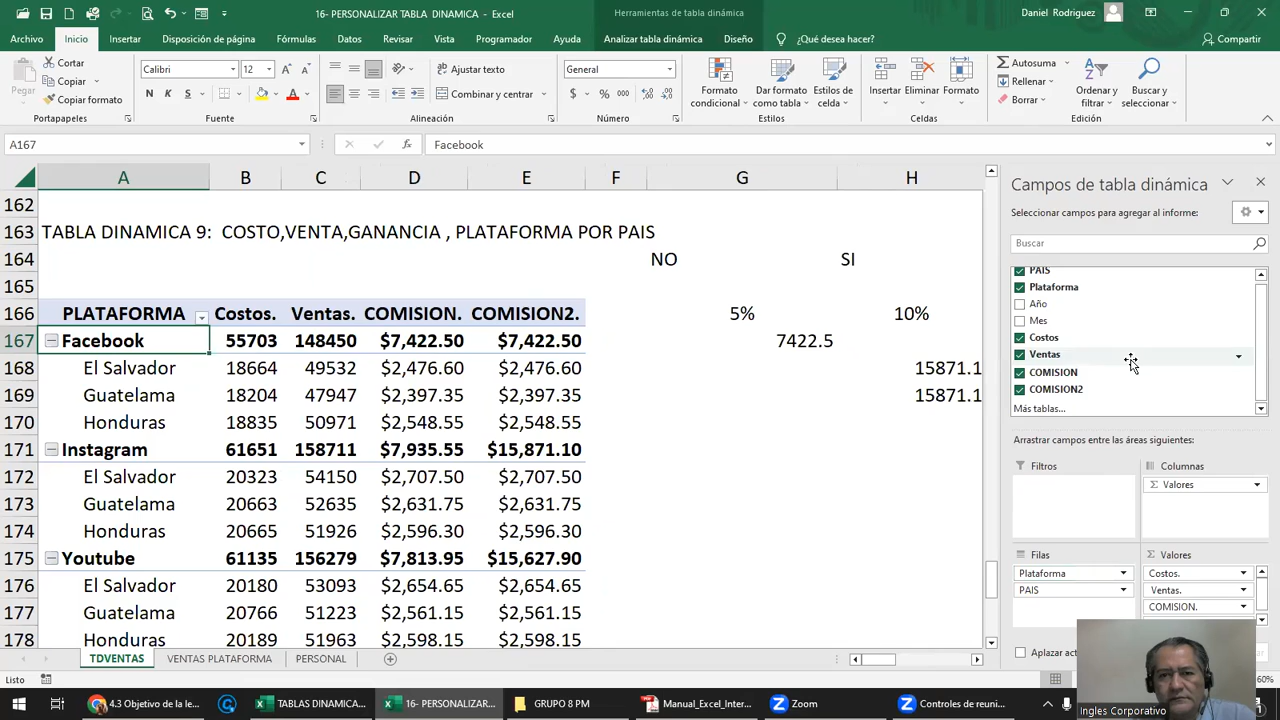 16- PERSONALIZAR TABLA DINAMICA - Excel
Herramientas de tabla dinámica
Daniel Rodriguez
Archivo Inicio Insertar Disposición de página Fórmulas Datos Revisar Vista Programador Ayuda Analizar tabla dinámica Diseño ¿Qué desea hacer? Compartir
Pegar
Cortar
Copiar
Copiar formato
Calibri 12
N K S
Ajustar texto
Combinar y centrar
General
$ % 000
Formato condicional
Dar formato como tabla
Estilos de celda
Insertar Eliminar Formato
Autosuma
Rellenar
Borrar
Ordenar y filtrar
Buscar y seleccionar
Portapapeles Fuente Alineación Número Estilos Celdas Edición
A167 fx Facebook
A B C D E F G H
162
163 TABLA DINAMICA 9: COSTO,VENTA,GANANCIA , PLATAFORMA POR PAIS
164 NO SI
165
166 PLATAFORMA Costos. Ventas. COMISION. COMISION2. 5% 10%
167 Facebook 55703 148450 $7,422.50 $7,422.50 7422.5
168 El Salvador 18664 49532 $2,476.60 $2,476.60 15871.1
169 Guatelama 18204 47947 $2,397.35 $2,397.35 15871.1
170 Honduras 18835 50971 $2,548.55 $2,548.55
171 Instagram 61651 158711 $7,935.55 $15,871.10
172 El Salvador 20323 54150 $2,707.50 $2,707.50
173 Guatelama 20663 52635 $2,631.75 $2,631.75
174 Honduras 20665 51926 $2,596.30 $2,596.30
175 Youtube 61135 156279 $7,813.95 $15,627.90
176 El Salvador 20180 53093 $2,654.65 $2,654.65
177 Guatelama 20766 51223 $2,561.15 $2,561.15
178 Honduras 20189 51963 $2,598.15 $2,598.15
TDVENTAS VENTAS PLATAFORMA PERSONAL
Listo
Campos de tabla dinámica
Seleccionar campos para agregar al informe:
Buscar
PAIS
Plataforma
Año
Mes
Costos
Ventas
COMISION
COMISION2
Más tablas...
Arrastrar campos entre las áreas siguientes:
Filtros
Columnas
Σ Valores
Filas
Plataforma
PAIS
Σ Valores
Costos.
Ventas.
COMISION.
Aplazar act
60%
4.3 Objetivo de la le...
TABLAS DINAMICA...
16- PERSONALIZAR...
GRUPO 8 PM
Manual_Excel_Inter...
Zoom
Controles de reuni...
Ingles Corporativo